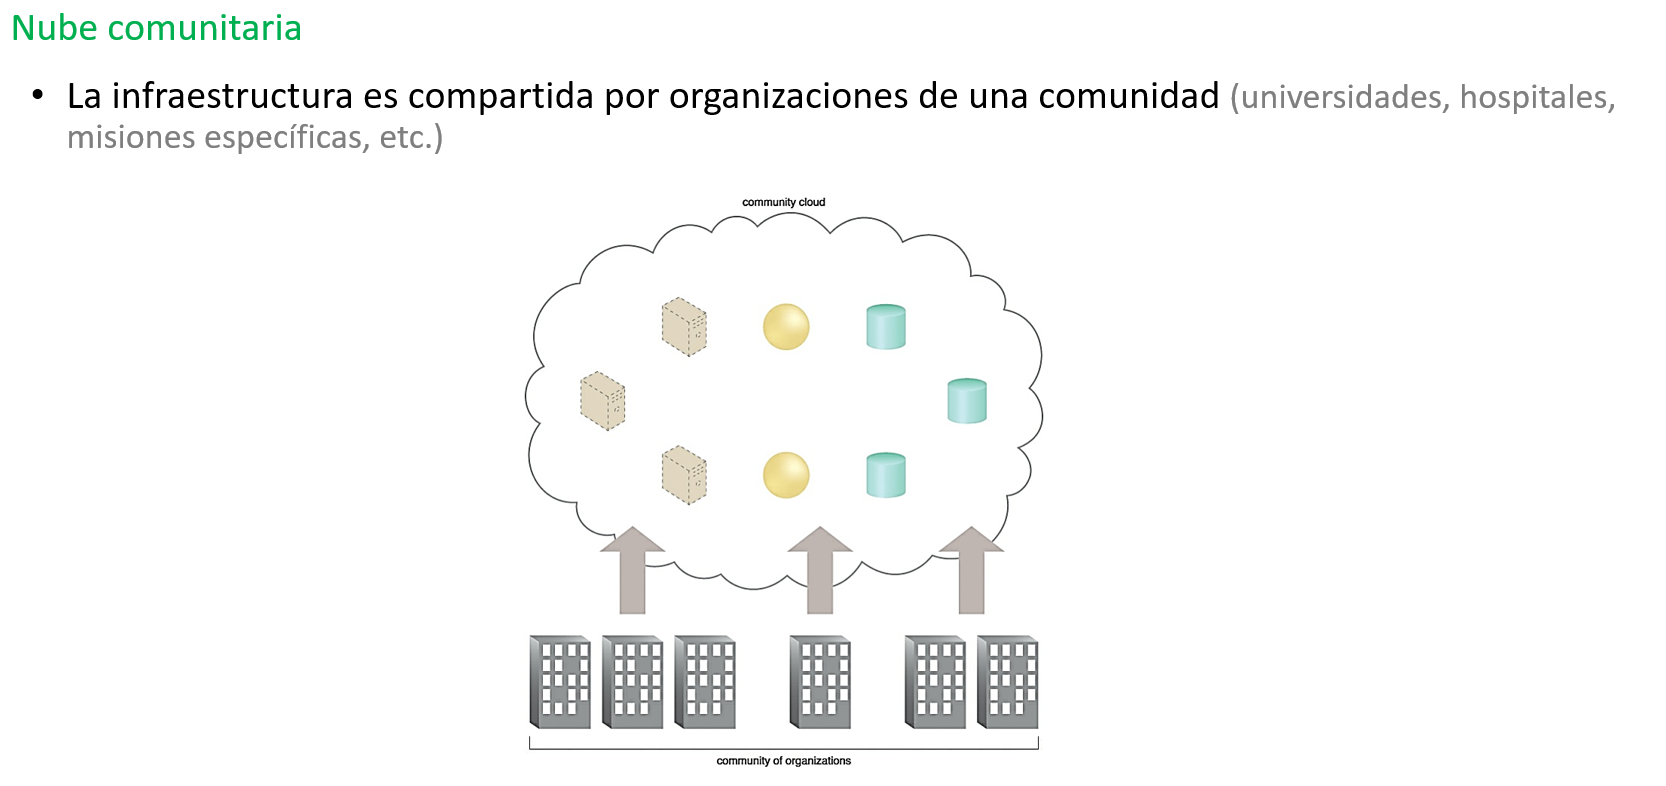 Nube comunitaria
• La infraestructura es compartida por organizaciones de una comunidad (universidades, hospitales,
misiones específicas, etc.)
community cloud
community of organizations